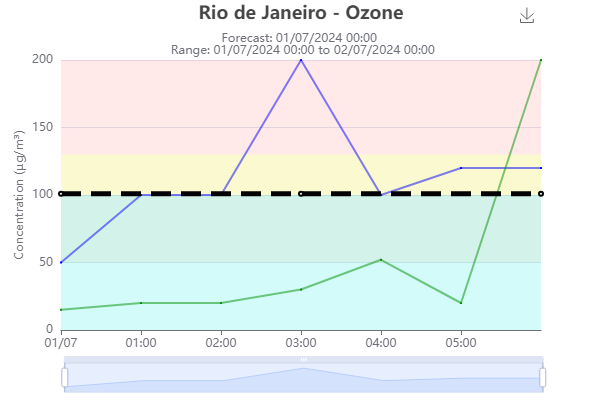 Rio de Janeiro - Ozone
Forecast: 01/07/2024 00:00
Range: 01/07/2024 00:00 to 02/07/2024 00:00
Concentration (µg/m³)
200
150
100
50
0
01/07 01:00 02:00 03:00 04:00 05:00